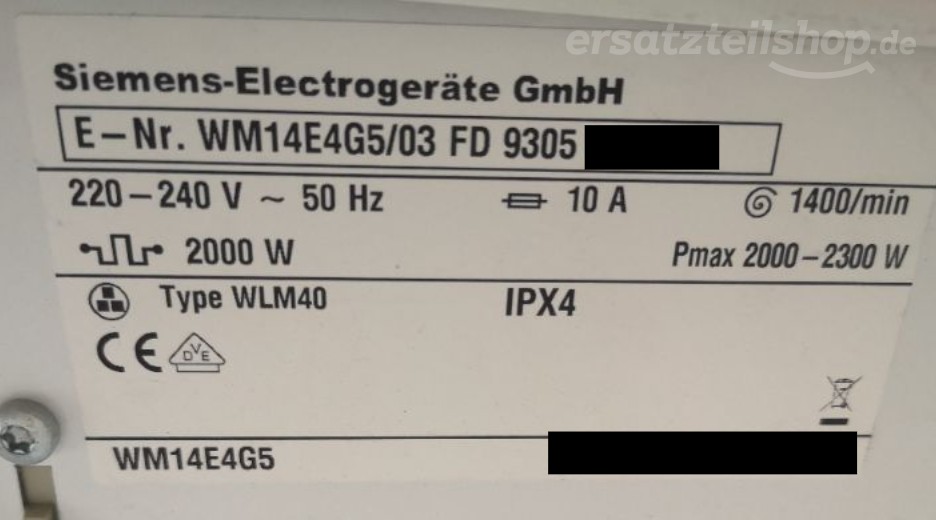 ersatzteilshop.de
Siemens-Electrogeräte GmbH
E-Nr. WM14E4G5/03 FD 9305
220-240 V ~ 50 Hz 10 A 1400/min
2000 W Pmax 2000-2300 W
Type WLM40 IPX4
CE DVE
WM14E4G5